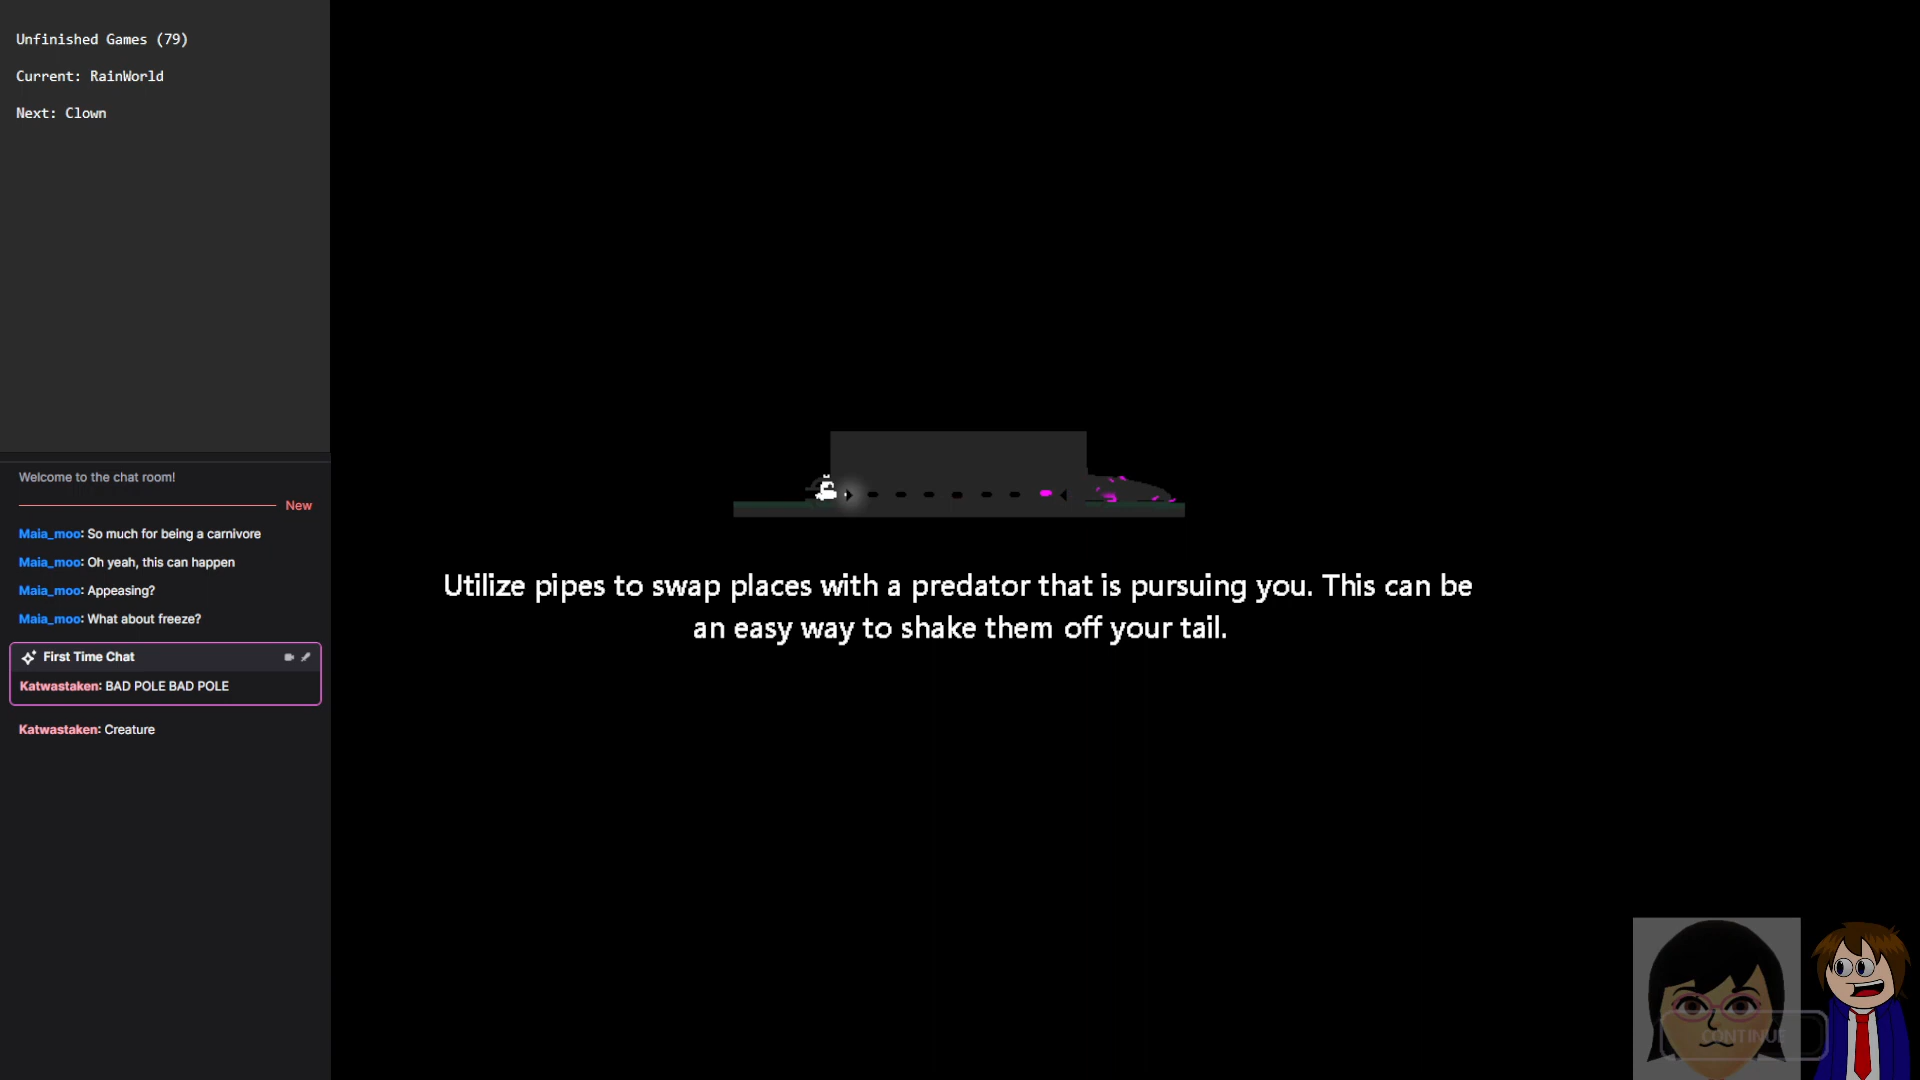 Unfinished Games (79)
Current: RainWorld
Next: Clown
Welcome to the chat room!
New
Maia_moo: So much for being a carnivore
Maia_moo: Oh yeah, this can happen
Maia_moo: Appeasing?
Maia_moo: What about freeze?
First Time Chat
Katwastaken: BAD POLE BAD POLE
Katwastaken: Creature
Utilize pipes to swap places with a predator that is pursuing you. This can be
an easy way to shake them off your tail.
CONTINUE